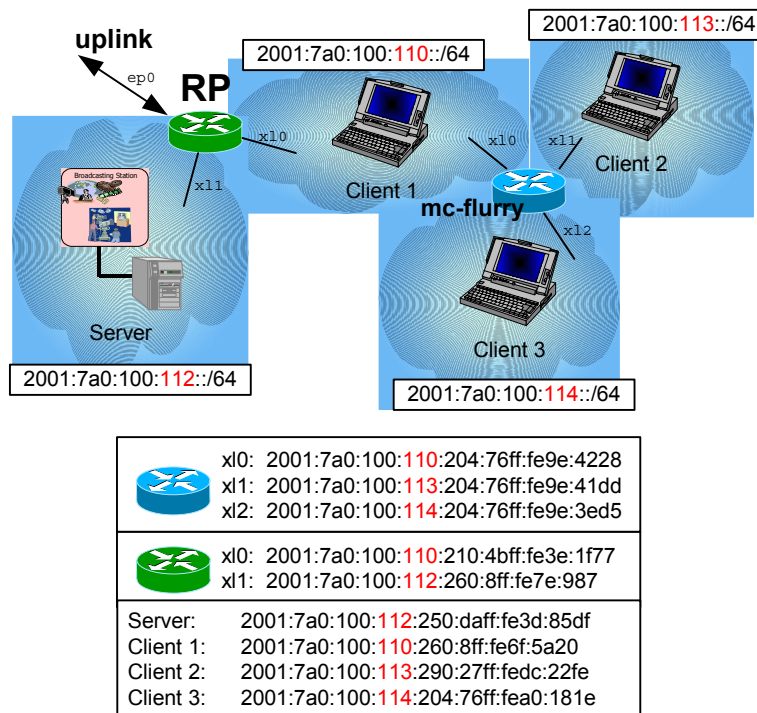 uplink
2001:7a0:100:110::/64
2001:7a0:100:113::/64
ep0
RP
xl0
xl0
xl1
Client 2
Broadcasting Station
xl1
Client 1
mc-flurry
xl2
Server
Client 3
2001:7a0:100:112::/64
2001:7a0:100:114::/64
xl0: 2001:7a0:100:110:204:76ff:fe9e:4228
xl1: 2001:7a0:100:113:204:76ff:fe9e:41dd
xl2: 2001:7a0:100:114:204:76ff:fe9e:3ed5
xl0: 2001:7a0:100:110:210:4bff:fe3e:1f77
xl1: 2001:7a0:100:112:260:8ff:fe7e:987
Server: 2001:7a0:100:112:250:daff:fe3d:85df
Client 1: 2001:7a0:100:110:260:8ff:fe6f:5a20
Client 2: 2001:7a0:100:113:290:27ff:fedc:22fe
Client 3: 2001:7a0:100:114:204:76ff:fea0:181e